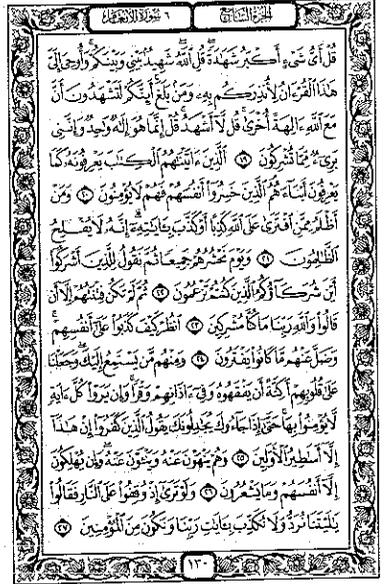 الجزء السابع ٦ سورة الأنعام
قُلْ أَىُّ شَىْءٍ أَكْبَرُ شَهَٰدَةً قُلِ ٱللَّهُ شَهِيدٌۢ بَيْنِى وَبَيْنَكُمْ وَأُوحِىَ إِلَىَّ
هَٰذَا ٱلْقُرْءَانُ لِأُنذِرَكُم بِهِۦ وَمَنۢ بَلَغَ أَئِنَّكُمْ لَتَشْهَدُونَ أَنَّ
مَعَ ٱللَّهِ ءَالِهَةً أُخْرَىٰ قُل لَّآ أَشْهَدُ قُلْ إِنَّمَا هُوَ إِلَٰهٌ وَٰحِدٌ وَإِنَّنِى
بَرِىٓءٌ مِّمَّا تُشْرِكُونَ ١٩ ٱلَّذِينَ ءَاتَيْنَٰهُمُ ٱلْكِتَٰبَ يَعْرِفُونَهُۥ كَمَا
يَعْرِفُونَ أَبْنَآءَهُمُ ٱلَّذِينَ خَسِرُوٓا۟ أَنفُسَهُمْ فَهُمْ لَا يُؤْمِنُونَ ٢٠ وَمَنْ
أَظْلَمُ مِمَّنِ ٱفْتَرَىٰ عَلَى ٱللَّهِ كَذِبًا أَوْ كَذَّبَ بِـَٔايَٰتِهِۦٓ إِنَّهُۥ لَا يُفْلِحُ
ٱلظَّٰلِمُونَ ٢١ وَيَوْمَ نَحْشُرُهُمْ جَمِيعًا ثُمَّ نَقُولُ لِلَّذِينَ أَشْرَكُوٓا۟
أَيْنَ شُرَكَآؤُكُمُ ٱلَّذِينَ كُنتُمْ تَزْعُمُونَ ٢٢ ثُمَّ لَمْ تَكُن فِتْنَتُهُمْ إِلَّآ أَن
قَالُوا۟ وَٱللَّهِ رَبِّنَا مَا كُنَّا مُشْرِكِينَ ٢٣ ٱنظُرْ كَيْفَ كَذَبُوا۟ عَلَىٰٓ أَنفُسِهِمْ
وَضَلَّ عَنْهُم مَّا كَانُوا۟ يَفْتَرُونَ ٢٤ وَمِنْهُم مَّن يَسْتَمِعُ إِلَيْكَ وَجَعَلْنَا
عَلَىٰ قُلُوبِهِمْ أَكِنَّةً أَن يَفْقَهُوهُ وَفِىٓ ءَاذَانِهِمْ وَقْرًا وَإِن يَرَوْا۟ كُلَّ ءَايَةٍ
لَّا يُؤْمِنُوا۟ بِهَا حَتَّىٰٓ إِذَا جَآءُوكَ يُجَٰدِلُونَكَ يَقُولُ ٱلَّذِينَ كَفَرُوٓا۟ إِنْ هَٰذَآ
إِلَّآ أَسَٰطِيرُ ٱلْأَوَّلِينَ ٢٥ وَهُمْ يَنْهَوْنَ عَنْهُ وَيَنْـَٔوْنَ عَنْهُ وَإِن يُهْلِكُونَ
إِلَّآ أَنفُسَهُمْ وَمَا يَشْعُرُونَ ٢٦ وَلَوْ تَرَىٰٓ إِذْ وُقِفُوا۟ عَلَى ٱلنَّارِ فَقَالُوا۟
يَٰلَيْتَنَا نُرَدُّ وَلَا نُكَذِّبَ بِـَٔايَٰتِ رَبِّنَا وَنَكُونَ مِنَ ٱلْمُؤْمِنِينَ ٢٧
١٣٠